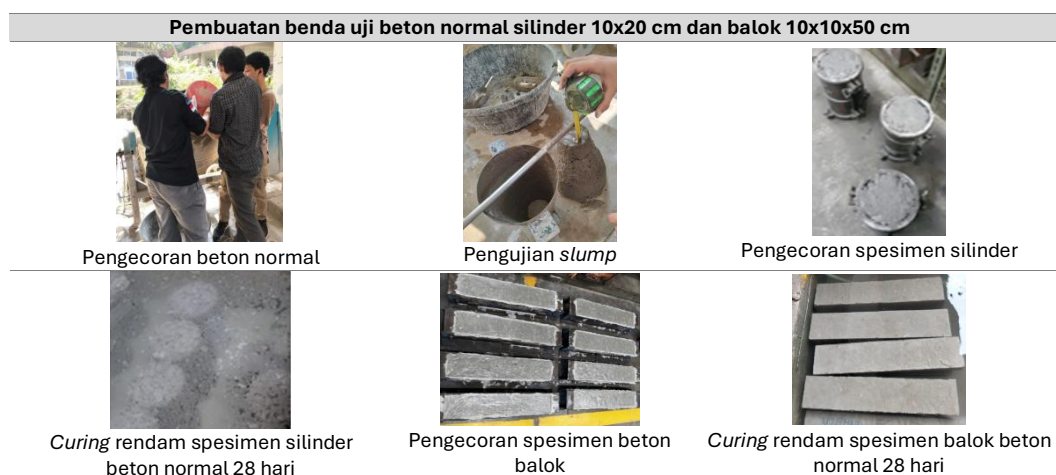 Pembuatan benda uji beton normal silinder 10x20 cm dan balok 10x10x50 cm
Pengecoran beton normal
Pengujian slump
Pengecoran spesimen silinder
Curing rendam spesimen silinder
beton normal 28 hari
Pengecoran spesimen beton
balok
Curing rendam spesimen balok beton
normal 28 hari